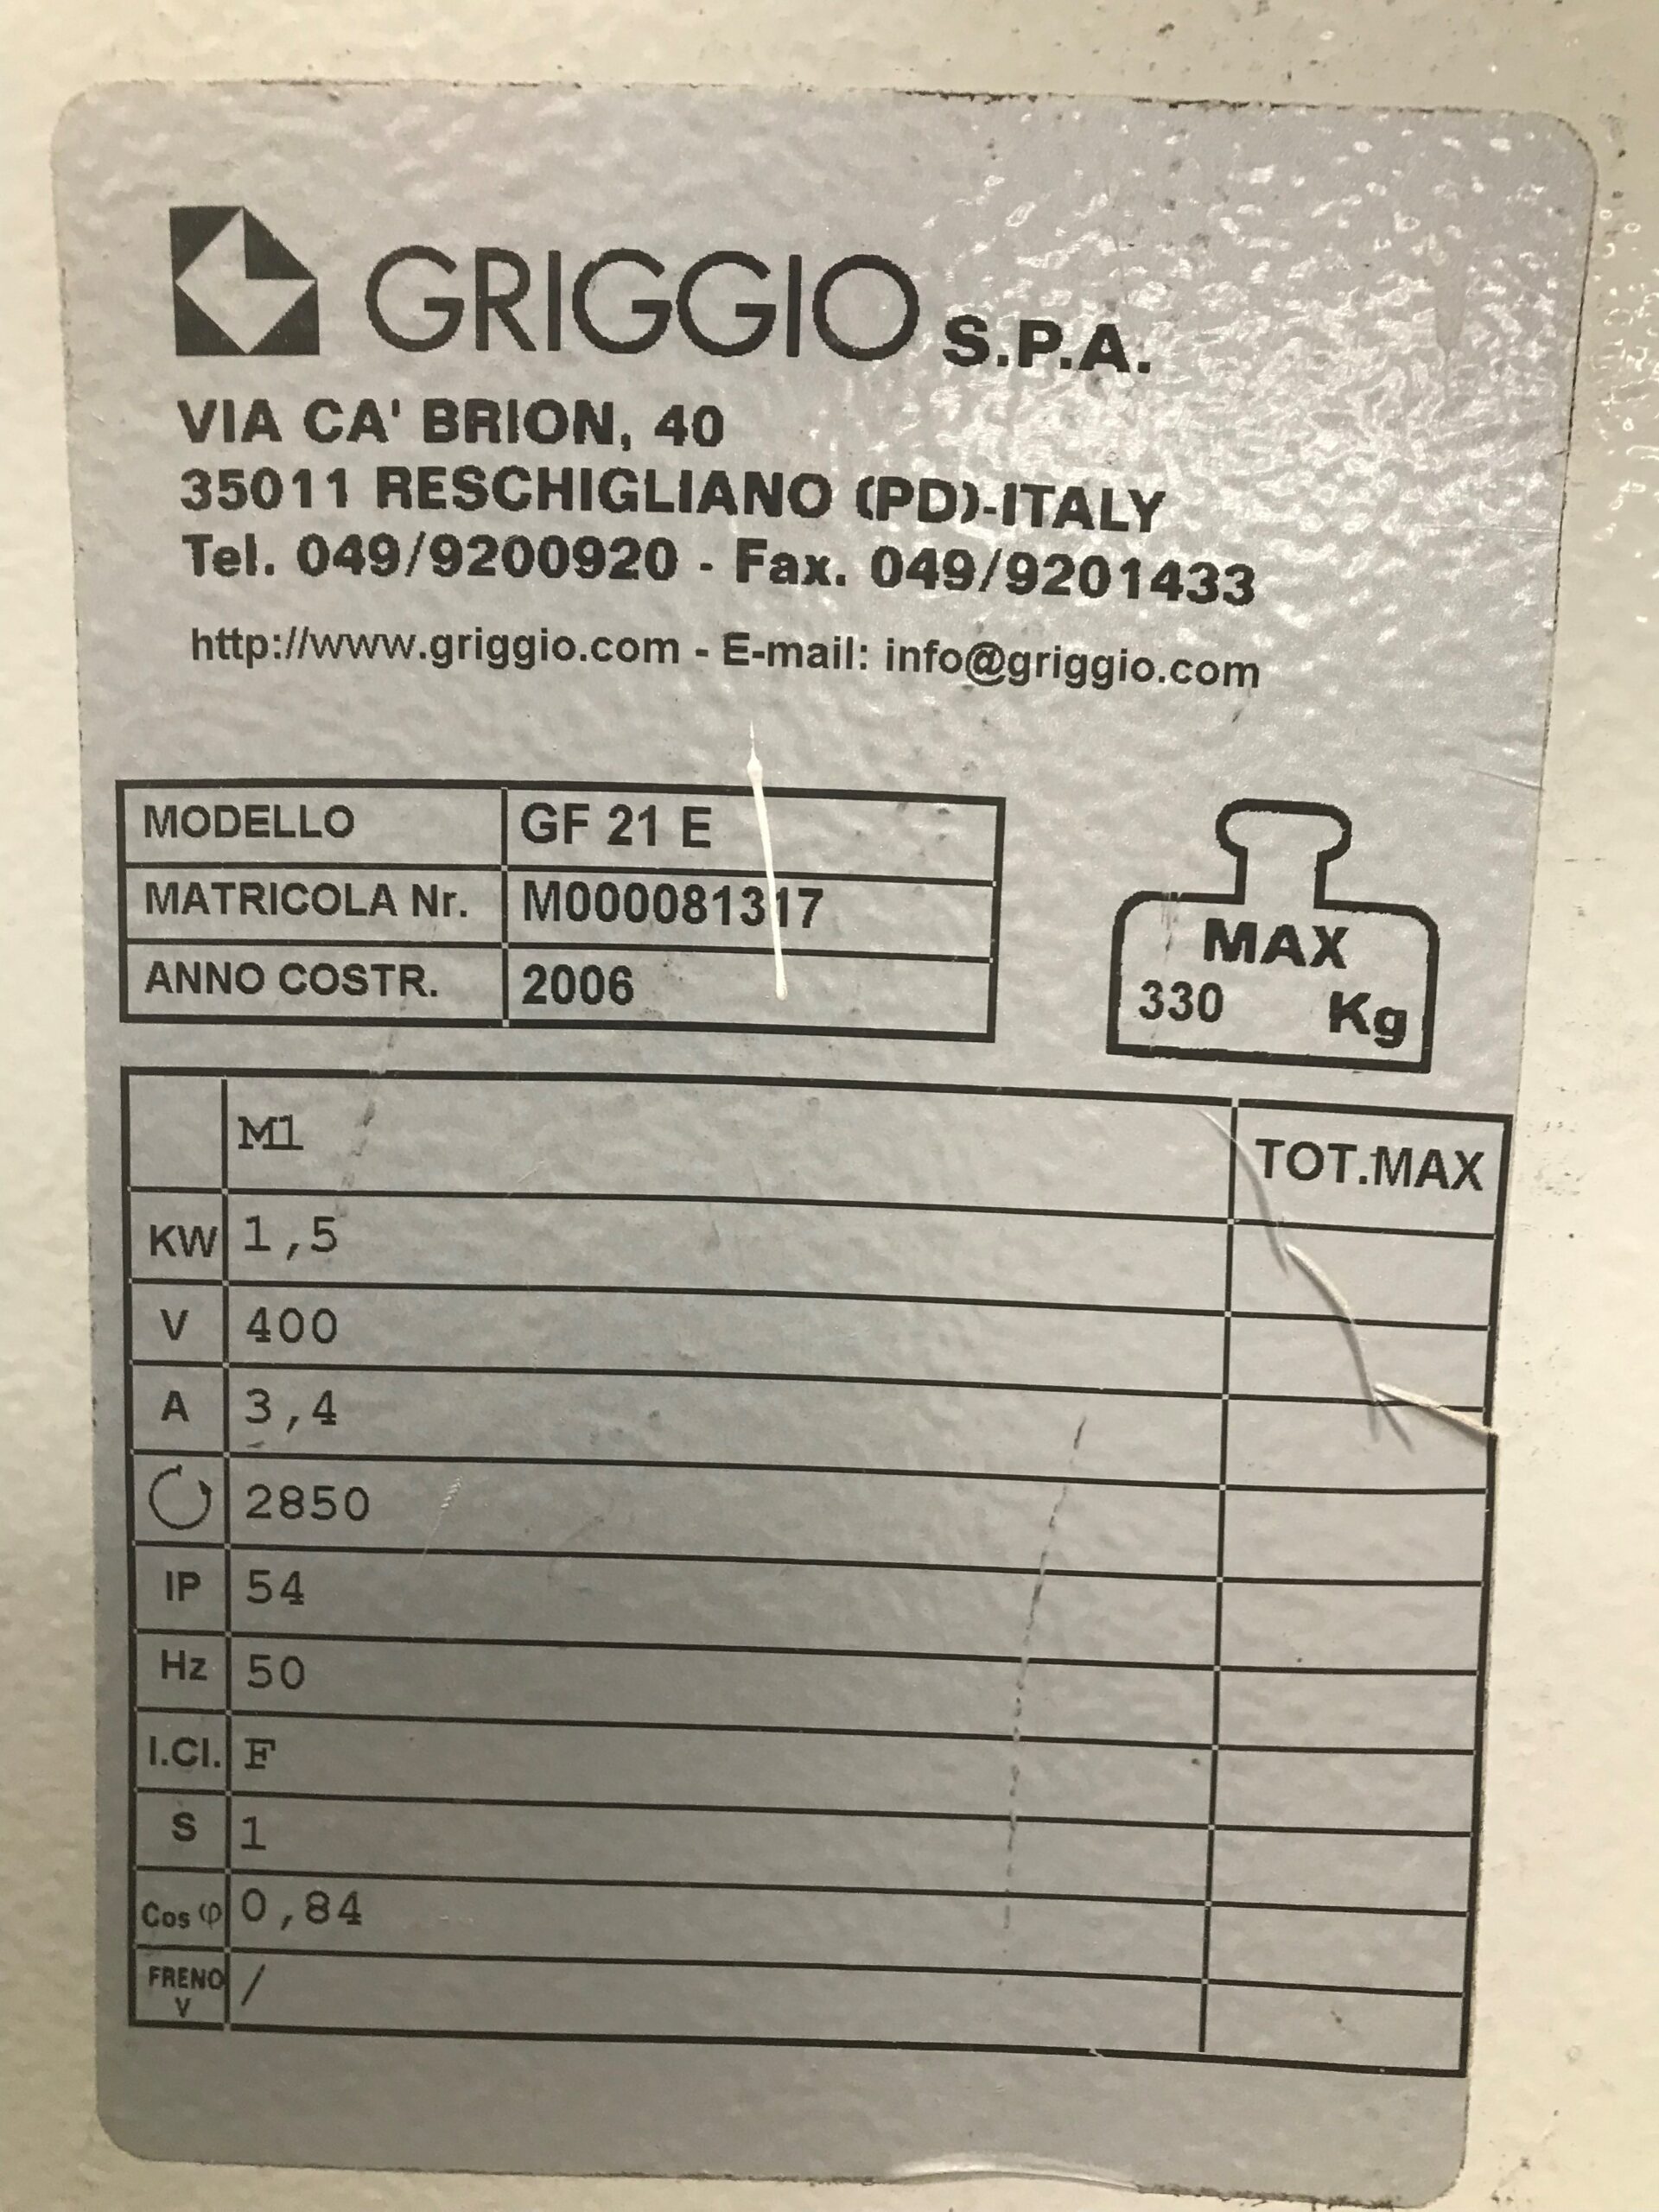 GRIGGIO S.P.A.
VIA CA' BRION, 40
35011 RESCHIGLIANO (PD)-ITALY
Tel. 049/9200920 - Fax. 049/9201433
http://www.griggio.com - E-mail: info@griggio.com
MODELLO GF 21 E
MATRICOLA Nr. M000081317
ANNO COSTR. 2006
MAX
330 Kg
M1 TOT.MAX
KW 1,5
V 400
A 3,4
2850
IP 54
Hz 50
I.Cl. F
S 1
Cos φ 0,84
FRENO V /